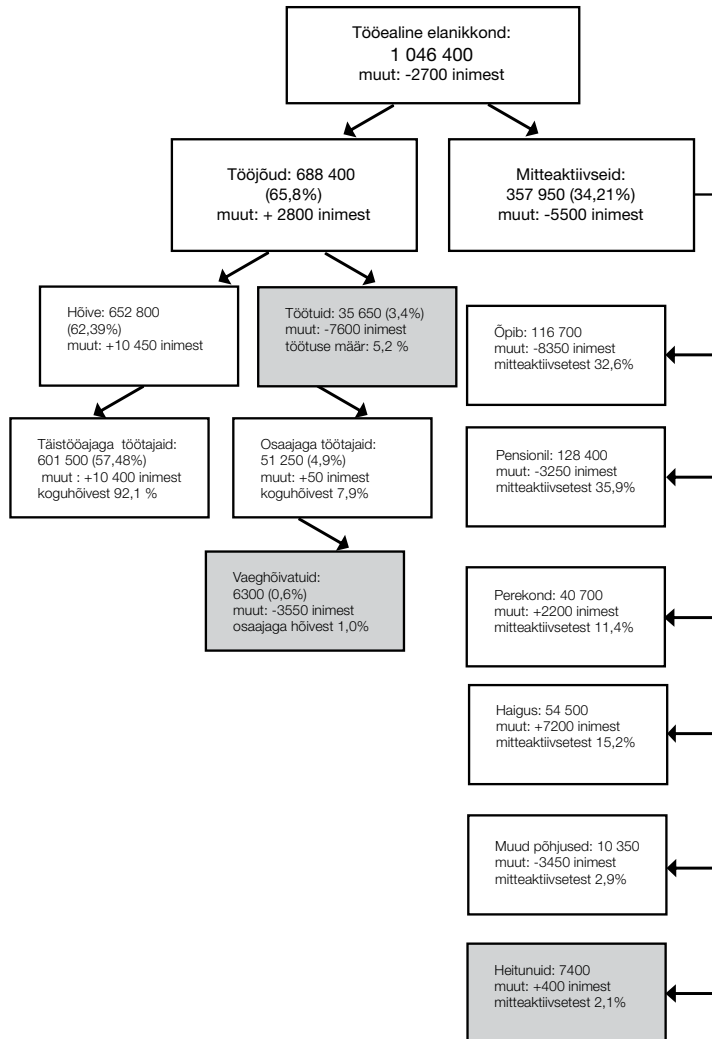 Tööealine elanikkond:
1 046 400
muut: -2700 inimest
Tööjõud: 688 400
(65,8%)
muut: + 2800 inimest
Mitteaktiivseid:
357 950 (34,21%)
muut: -5500 inimest
Hõive: 652 800
(62,39%)
muut: +10 450 inimest
Töötuid: 35 650 (3,4%)
muut: -7600 inimest
töötuse määr: 5,2 %
Õpib: 116 700
muut: -8350 inimest
mitteaktiivsetest 32,6%
Täistööajaga töötajaid:
601 500 (57,48%)
muut : +10 400 inimest
koguhõivest 92,1 %
Osaajaga töötajaid:
51 250 (4,9%)
muut: +50 inimest
koguhõivest 7,9%
Pensionil: 128 400
muut: -3250 inimest
mitteaktiivsetest 35,9%
Vaeghõivatuid:
6300 (0,6%)
muut: -3550 inimest
osaajaga hõivest 1,0%
Perekond: 40 700
muut: +2200 inimest
mitteaktiivsetest 11,4%
Haigus: 54 500
muut: +7200 inimest
mitteaktiivsetest 15,2%
Muud põhjused: 10 350
muut: -3450 inimest
mitteaktiivsetest 2,9%
Heitunuid: 7400
muut: +400 inimest
mitteaktiivsetest 2,1%